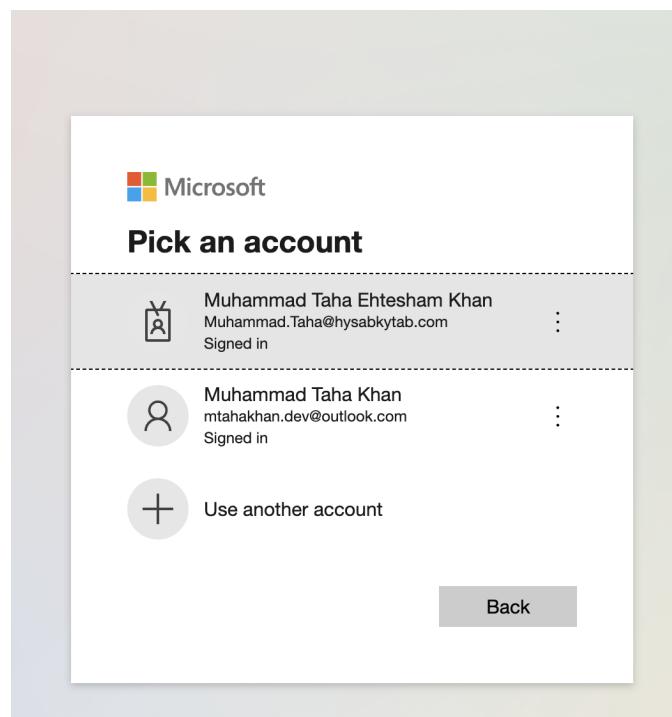 Microsoft
Pick an account
Muhammad Taha Ehtesham Khan
Muhammad.Taha@hysabkytab.com
Signed in
Muhammad Taha Khan
mtahakhan.dev@outlook.com
Signed in
Use another account
Back